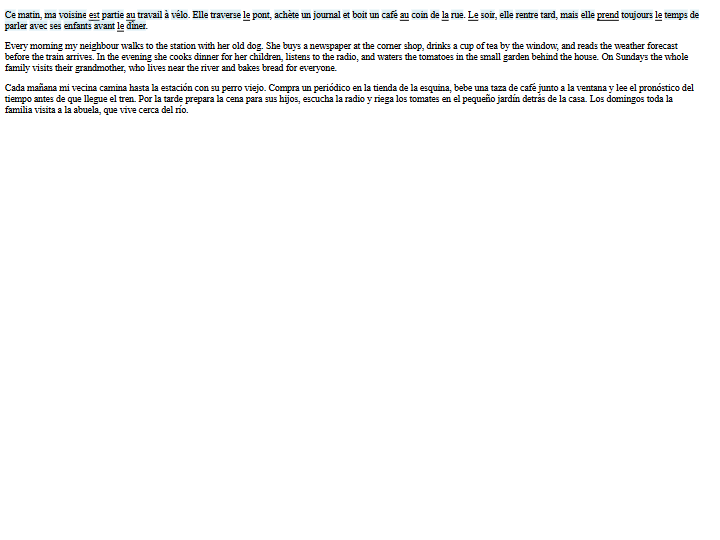 Ce matin, ma voisine est partie au travail à vélo. Elle traverse le pont, achète un journal et boit un café au coin de la rue. Le soir, elle rentre tard, mais elle prend toujours le temps de
parler avec ses enfants avant le dîner.
Every morning my neighbour walks to the station with her old dog. She buys a newspaper at the corner shop, drinks a cup of tea by the window, and reads the weather forecast
before the train arrives. In the evening she cooks dinner for her children, listens to the radio, and waters the tomatoes in the small garden behind the house. On Sundays the whole
family visits their grandmother, who lives near the river and bakes bread for everyone.
Cada mañana mi vecina camina hasta la estación con su perro viejo. Compra un periódico en la tienda de la esquina, bebe una taza de café junto a la ventana y lee el pronóstico del
tiempo antes de que llegue el tren. Por la tarde prepara la cena para sus hijos, escucha la radio y riega los tomates en el pequeño jardín detrás de la casa. Los domingos toda la
familia visita a la abuela, que vive cerca del río.